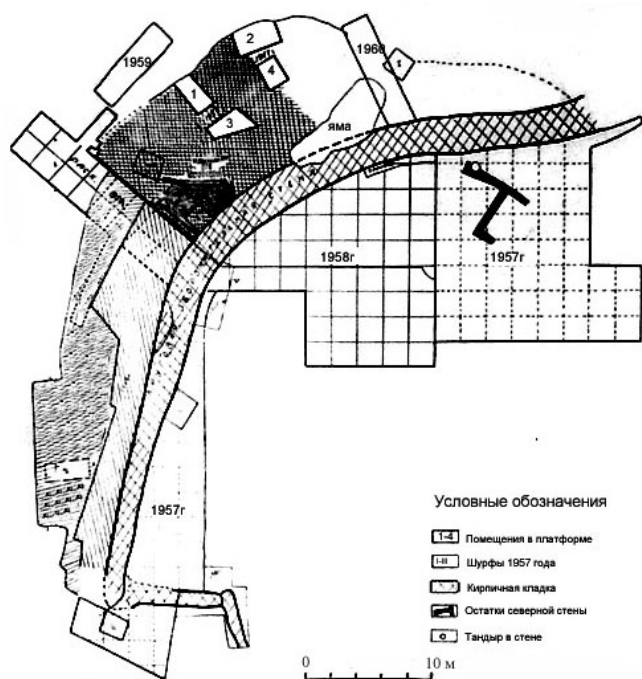 1960
2
1959
1
4
3
яма
1958г
1957г
1957г
Условные обозначения
1-4 Помещения в платформе
I-III Шурфы 1957 года
Кирпичная кладка
Остатки северной стены
Тандыр в стене
0 10 м